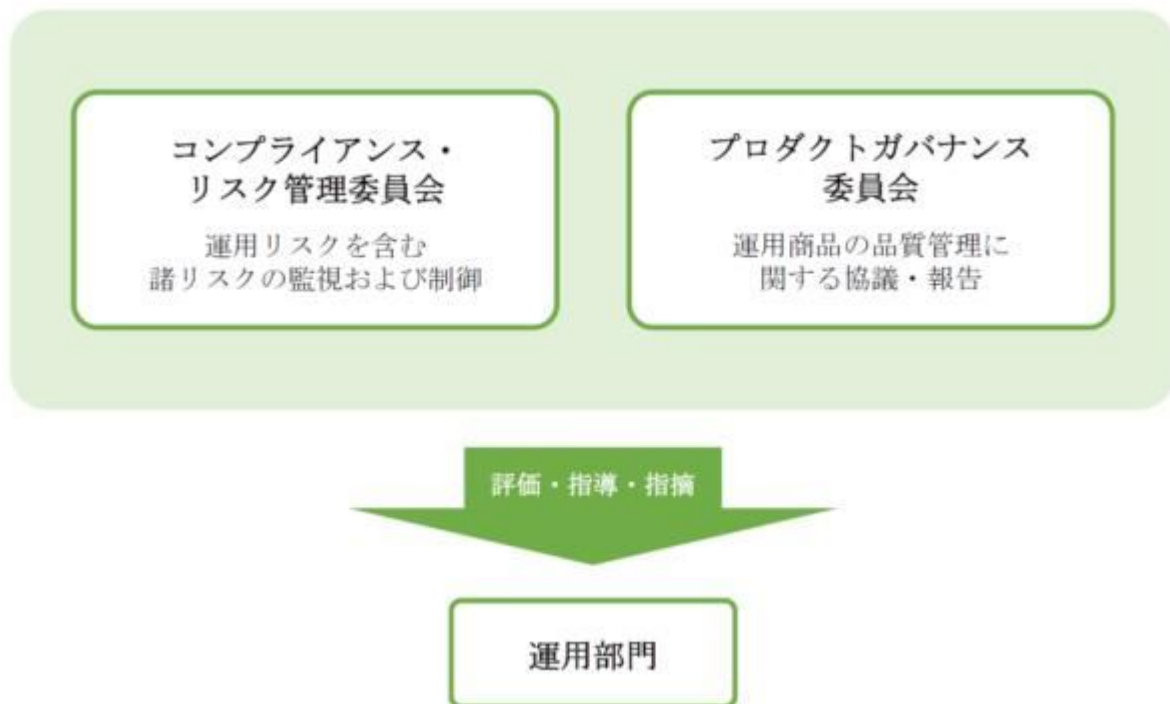 コンプライアンス・
リスク管理委員会
運用リスクを含む
諸リスクの監視および制御
プロダクトガバナンス
委員会
運用商品の品質管理に
関する協議・報告
評価・指導・指摘
運用部門